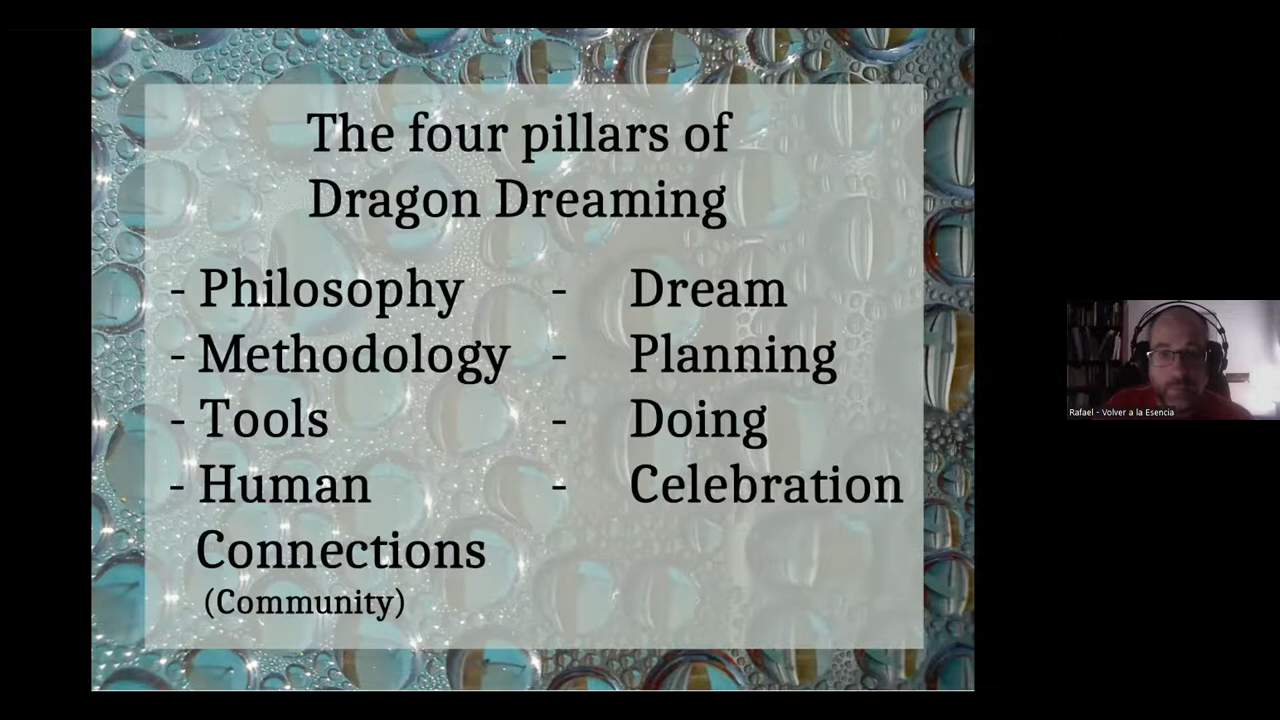 The four pillars of
Dragon Dreaming
- Philosophy - Dream
- Methodology - Planning
- Tools - Doing
- Human - Celebration
Connections
(Community)
Rafael - Volver a la Esencia